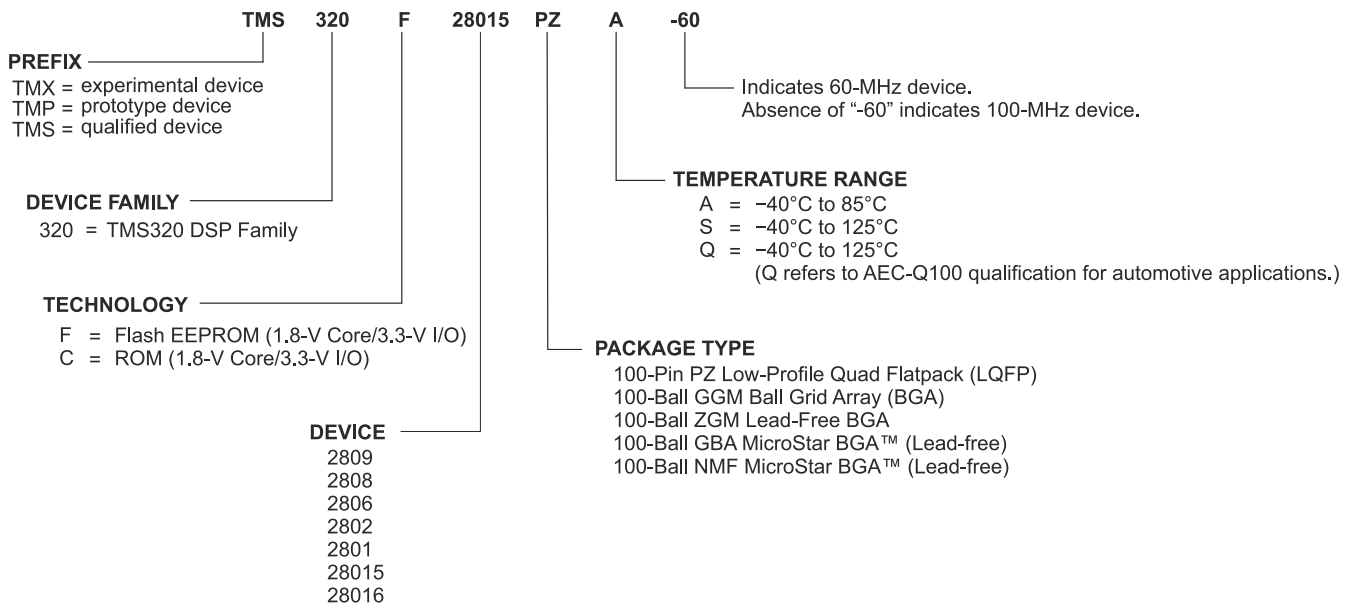 TMS 320 F 28015 PZ A -60
PREFIX
TMX = experimental device
TMP = prototype device
TMS = qualified device
Indicates 60-MHz device.
Absence of “-60” indicates 100-MHz device.
DEVICE FAMILY
320 = TMS320 DSP Family
TEMPERATURE RANGE
A = −40°C to 85°C
S = −40°C to 125°C
Q = −40°C to 125°C
(Q refers to AEC-Q100 qualification for automotive applications.)
TECHNOLOGY
F = Flash EEPROM (1.8-V Core/3.3-V I/O)
C = ROM (1.8-V Core/3.3-V I/O)
PACKAGE TYPE
100-Pin PZ Low-Profile Quad Flatpack (LQFP)
100-Ball GGM Ball Grid Array (BGA)
100-Ball ZGM Lead-Free BGA
100-Ball GBA MicroStar BGA™ (Lead-free)
100-Ball NMF MicroStar BGA™ (Lead-free)
DEVICE
2809
2808
2806
2802
2801
28015
28016